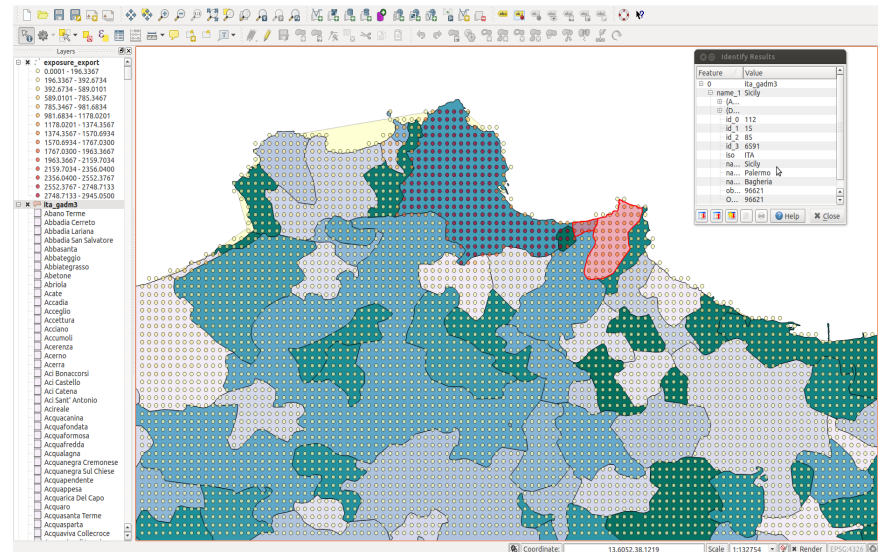 Layers
exposure_export
0.0001 - 196.3367
196.3367 - 392.6734
392.6734 - 589.0101
589.0101 - 785.3467
785.3467 - 981.6834
981.6834 - 1178.0201
1178.0201 - 1374.3567
1374.3567 - 1570.6934
1570.6934 - 1767.0300
1767.0300 - 1963.3667
1963.3667 - 2159.7034
2159.7034 - 2356.0400
2356.0400 - 2552.3767
2552.3767 - 2748.7133
2748.7133 - 2945.0500
ita_gadm3
Abano Terme
Abbadia Cerreto
Abbadia Lariana
Abbadia San Salvatore
Abbasanta
Abbateggio
Abbiategrasso
Abetone
Abriola
Acate
Accadia
Acceglio
Accettura
Acciano
Accumoli
Acerenza
Acerno
Acerra
Aci Bonaccorsi
Aci Castello
Aci Catena
Aci Sant' Antonio
Acireale
Acquacanina
Acquafondata
Acquaformosa
Acquafredda
Acqualagna
Acquanegra Cremonese
Acquanegra Sul Chiese
Acquapendente
Acquappesa
Acquarica Del Capo
Acquaro
Acquasanta Terme
Acquasparta
Acquaviva Collecroce
Identify Results
Feature Value
0 ita_gadm3
name_1 Sicily
(A...
(D...
id_0 112
id_1 15
id_2 85
id_3 6591
iso ITA
na... Sicily
na... Palermo
na... Bagheria
ob... 96621
O... 96621
Help Close
Coordinate: 13.6052,38.1219 Scale 1:132754 Render EPSG:4326